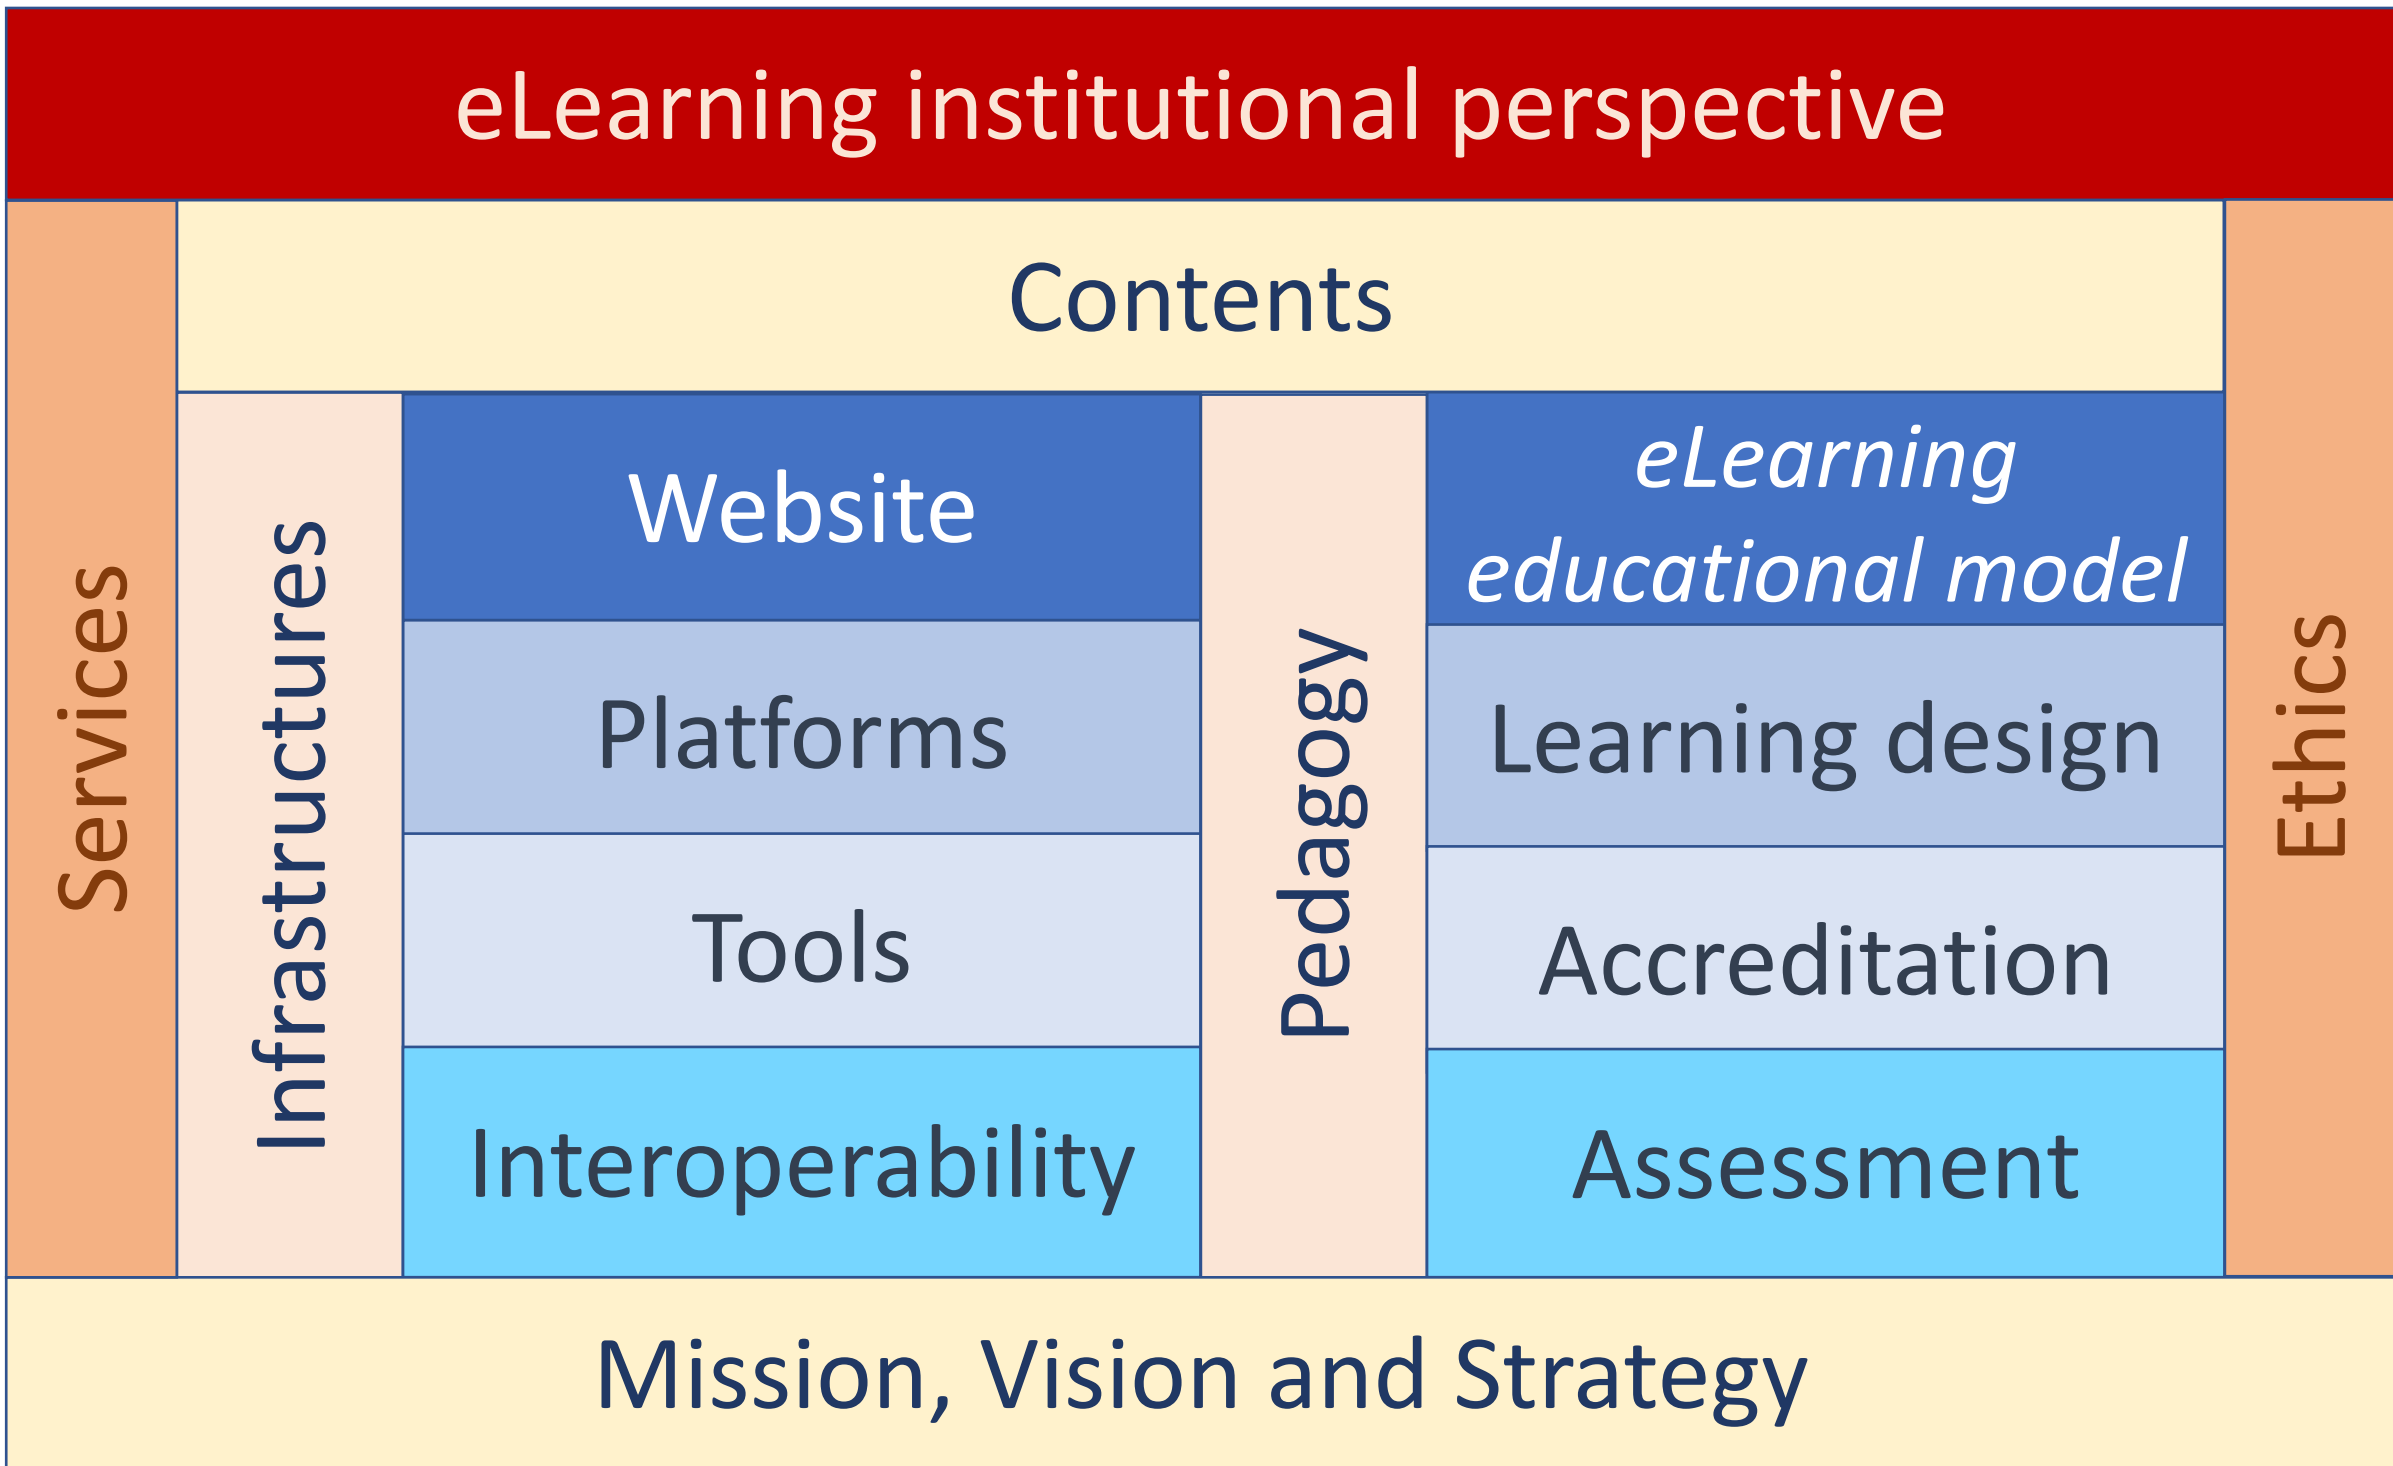 eLearning institutional perspective
Contents
Services
Infrastructures
Website
Platforms
Tools
Interoperability
Pedagogy
eLearning
educational model
Learning design
Accreditation
Assessment
Ethics
Mission, Vision and Strategy